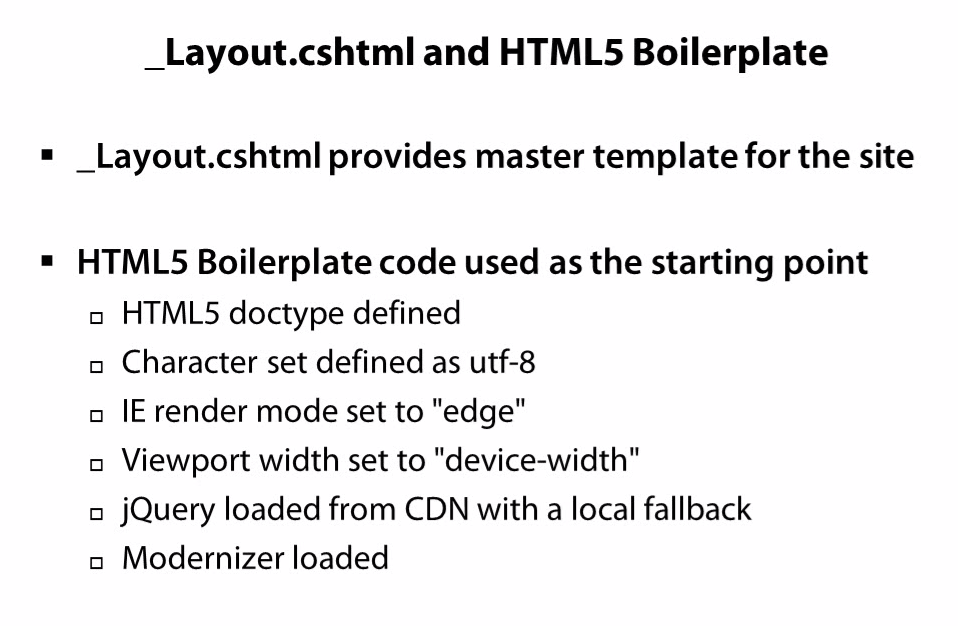 _Layout.cshtml and HTML5 Boilerplate
▪ _Layout.cshtml provides master template for the site
▪ HTML5 Boilerplate code used as the starting point
□ HTML5 doctype defined
□ Character set defined as utf-8
□ IE render mode set to "edge"
□ Viewport width set to "device-width"
□ jQuery loaded from CDN with a local fallback
□ Modernizer loaded